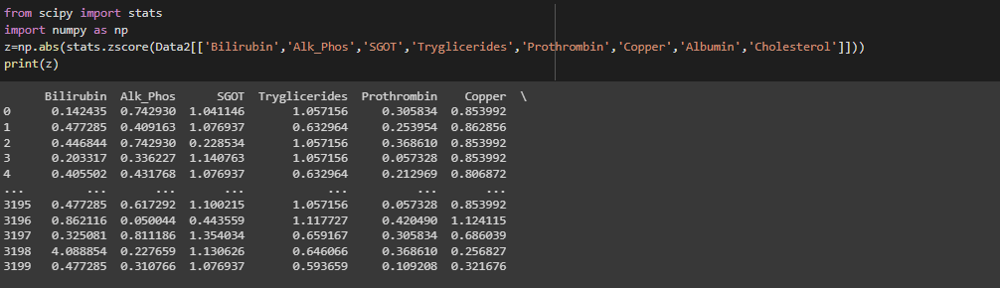 from scipy import stats
import numpy as np
z=np.abs(stats.zscore(Data2[['Bilirubin','Alk_Phos','SGOT','Tryglicerides','Prothrombin','Copper','Albumin','Cholesterol']]))
print(z)
Bilirubin Alk_Phos SGOT Tryglicerides Prothrombin Copper \
0 0.142435 0.742930 1.041146 1.057156 0.305834 0.853992
1 0.477285 0.409163 1.076937 0.632964 0.253954 0.862856
2 0.446844 0.742930 0.228534 1.057156 0.368610 0.853992
3 0.203317 0.336227 1.140763 1.057156 0.057328 0.853992
4 0.405502 0.431768 1.076937 0.632964 0.212969 0.806872
... ... ... ... ... ... ...
3195 0.477285 0.617292 1.100215 1.057156 0.057328 0.853992
3196 0.862116 0.050044 0.443559 1.117727 0.420490 1.124115
3197 0.325081 0.811186 1.354034 0.659167 0.305834 0.686039
3198 4.088854 0.227659 1.130626 0.646066 0.368610 0.256827
3199 0.477285 0.310766 1.076937 0.593659 0.109208 0.321676